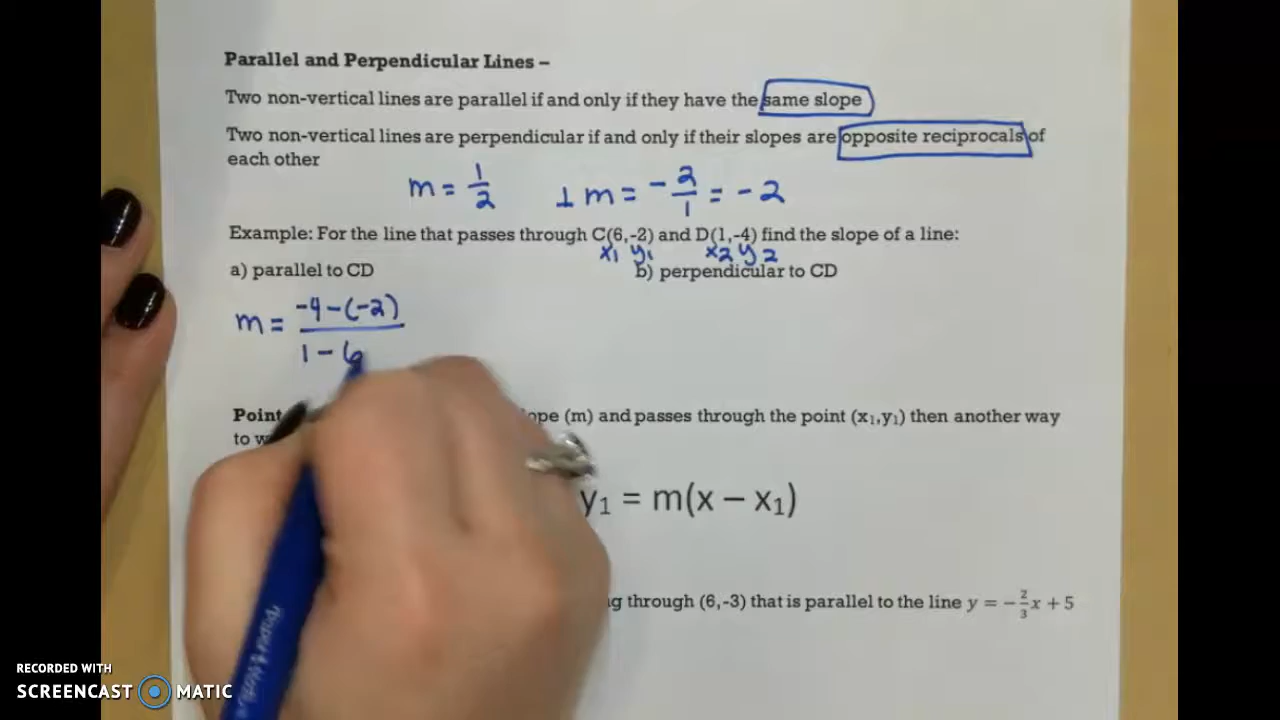 Parallel and Perpendicular Lines –
Two non-vertical lines are parallel if and only if they have the same slope
Two non-vertical lines are perpendicular if and only if their slopes are opposite reciprocals of
each other
m = 1/2 ⊥ m = -2/1 = -2
Example: For the line that passes through C(6,-2) and D(1,-4) find the slope of a line:
x1 y1 x2 y2
a) parallel to CD b) perpendicular to CD
m = -4-(-2)
1-6
Point (m) and passes through the point (x₁,y₁) then another way
to
y₁ = m(x – x₁)
through (6,-3) that is parallel to the line y = -2/3x + 5
RECORDED WITH
SCREENCAST MATIC